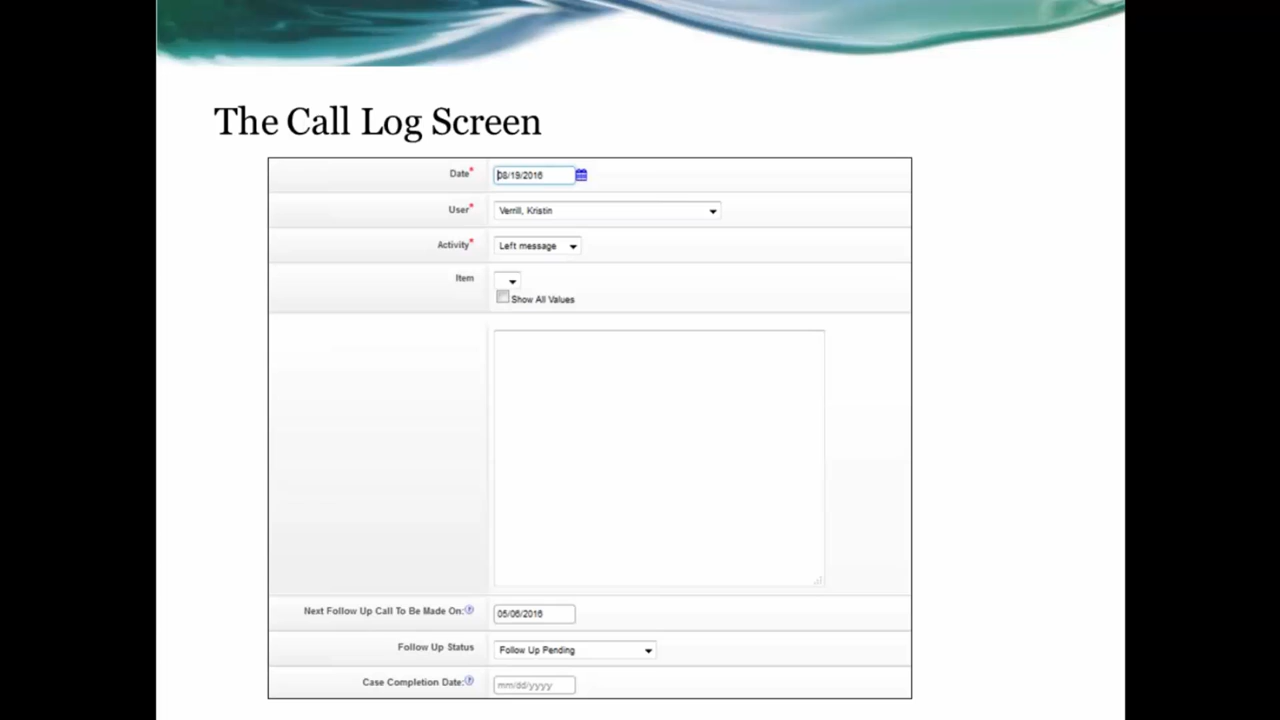 The Call Log Screen
Date* 08/19/2016
User* Verrill, Kristin
Activity* Left message
Item
Show All Values
Next Follow Up Call To Be Made On: 05/06/2016
Follow Up Status Follow Up Pending
Case Completion Date: mm/dd/yyyy